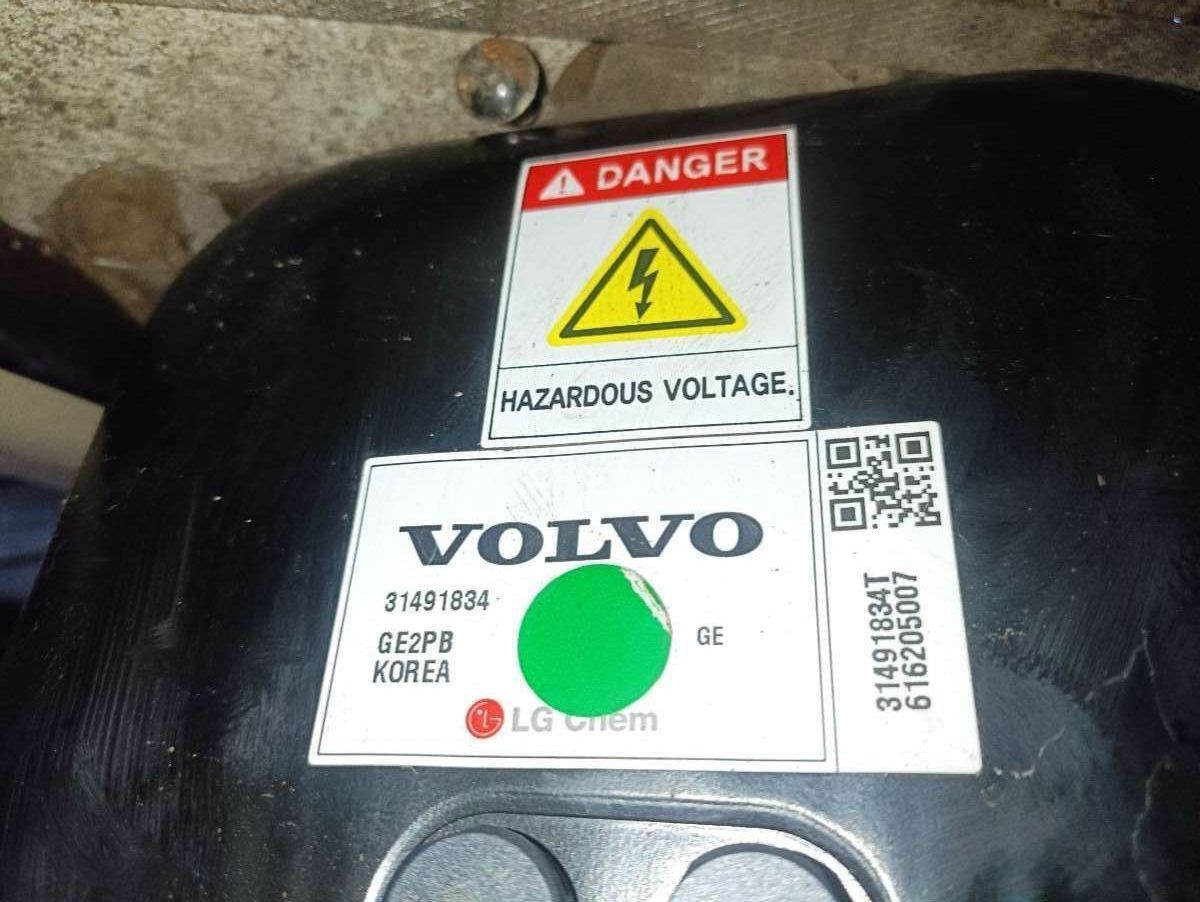 DANGER
HAZARDOUS VOLTAGE.
VOLVO
31491834
GE2PB
GE
KOREA
LG Chem
31491834T
616205007